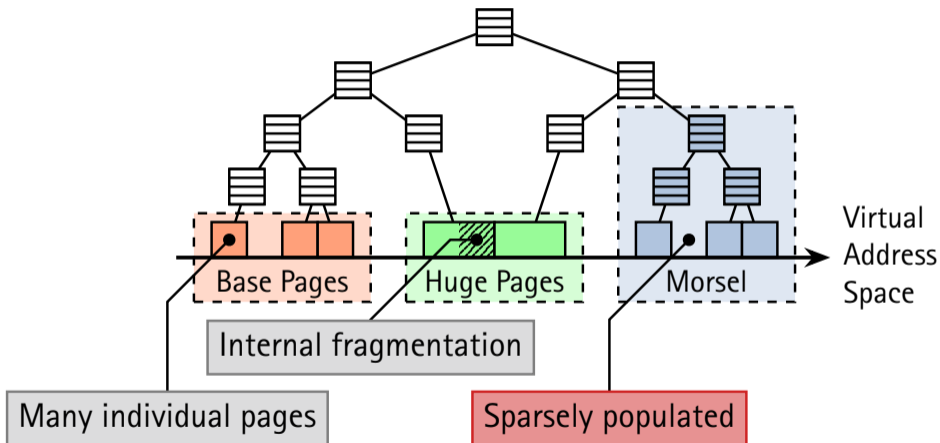 Virtual
Address
Space
Base Pages
Huge Pages
Morsel
Internal fragmentation
Many individual pages
Sparsely populated